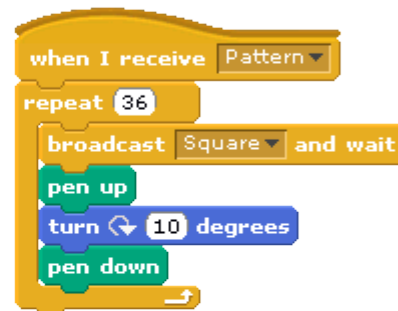 when I receive Pattern
repeat 36
broadcast Square and wait
pen up
turn 10 degrees
pen down